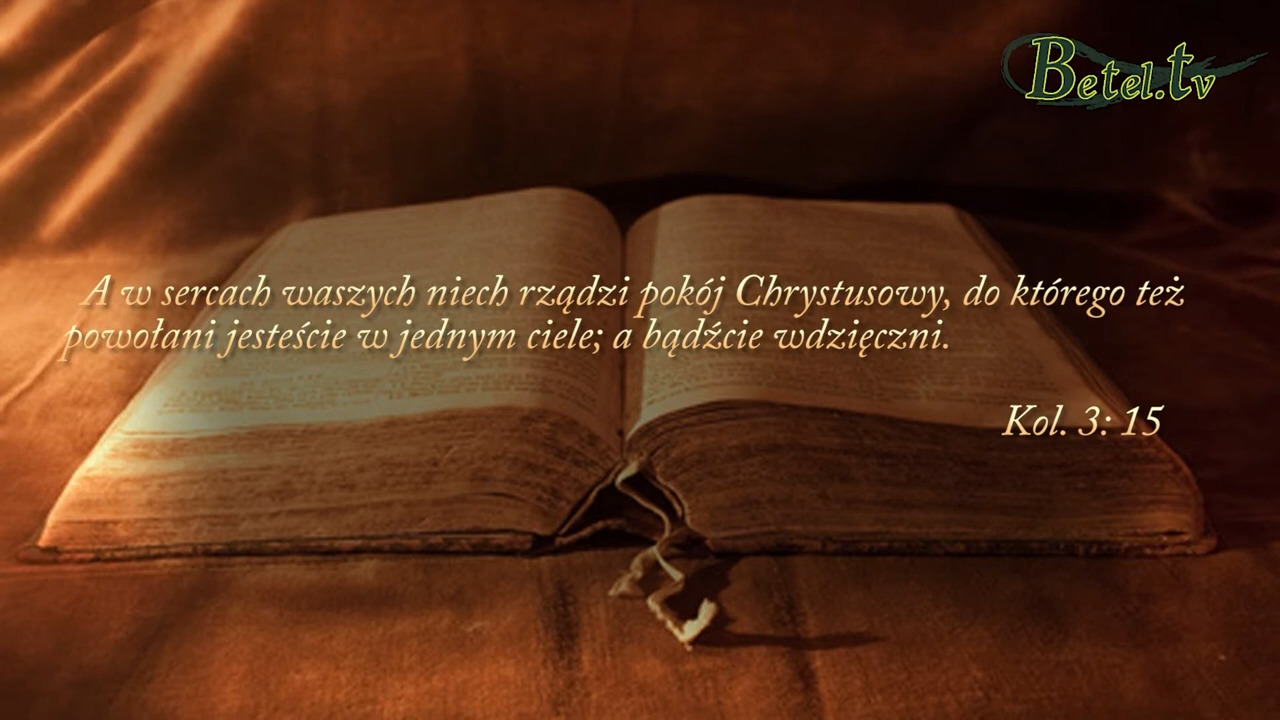 Betel.tv
A w sercach waszych niech rządzi pokój Chrystusowy, do którego też
powołani jesteście w jednym ciele; a bądźcie wdzięczni.
Kol. 3: 15